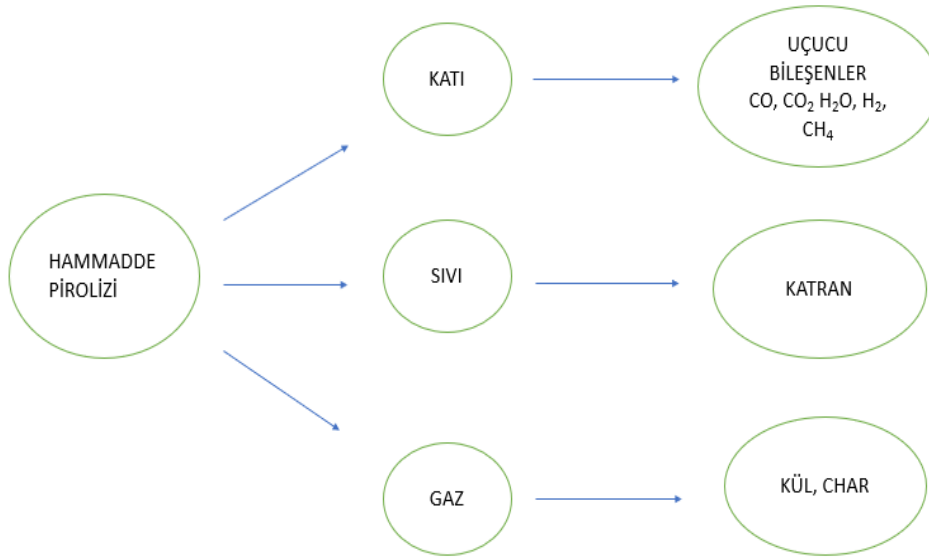 HAMMADDE
PİROLİZİ
KATI
UÇUCU
BİLEŞENLER
CO, CO₂ H₂O, H₂,
CH₄
SIVI
KATRAN
GAZ
KÜL, CHAR